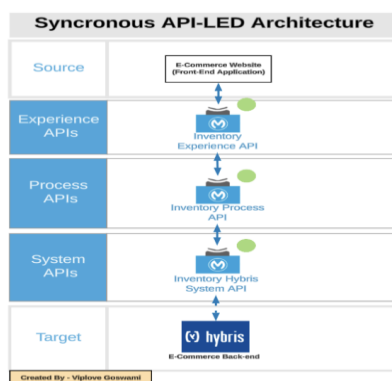 Syncronous API-LED Architecture
Source
E-Commerce Website
(Front-End Application)
Experience
APIs
Inventory
Experience API
Process
APIs
Inventory Process
API
System
APIs
Inventory Hybris
System API
Target
(v) hybris
E-Commerce Back-end
Created By - Viplove Goswami